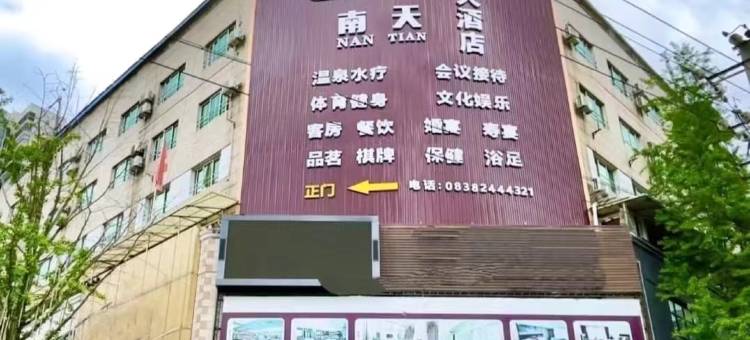 南天 大酒店
NAN TIAN
温泉水疗 会议接待
体育健身 文化娱乐
客房 餐饮 婚宴 寿宴
品茗 棋牌 保健 浴足
正门 电话:08382444321